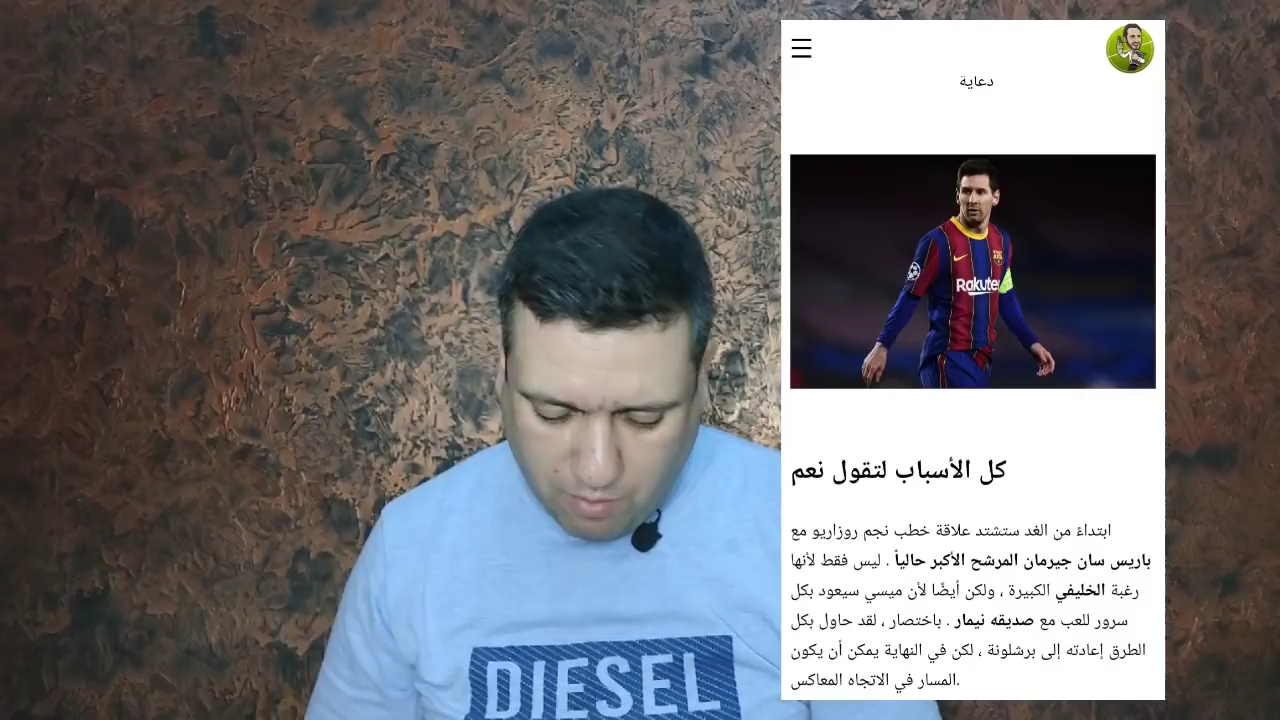 دعاية
Rakuten
كل الأسباب لتقول نعم
ابتداءً من الغد ستشتد علاقة خطب نجم روزاريو مع
باريس سان جيرمان المرشح الأكبر حالياً . ليس فقط لأنها
رغبة الخليفي الكبيرة ، ولكن أيضًا لأن ميسي سيعود بكل
سرور للعب مع صديقه نيمار . باختصار ، لقد حاول بكل
الطرق إعادته إلى برشلونة ، لكن في النهاية يمكن أن يكون
المسار في الاتجاه المعاكس.
DIESEL